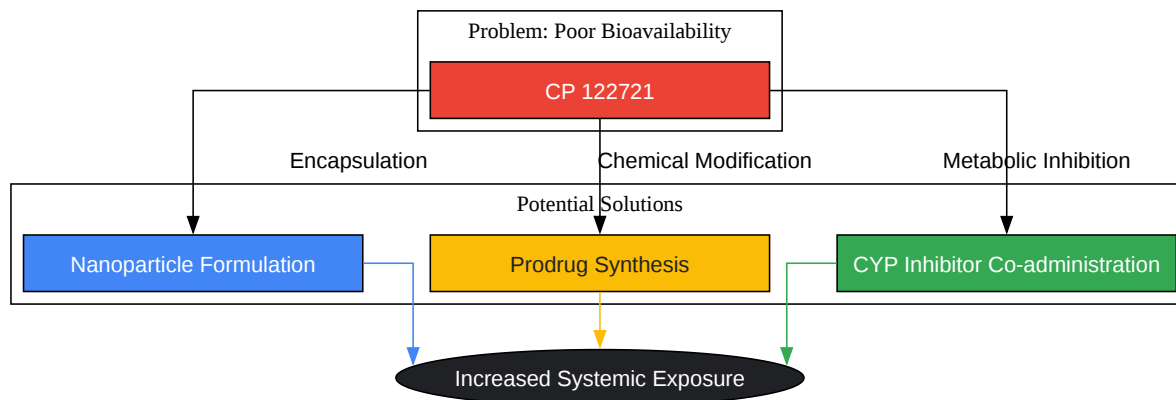 Problem: Poor Bioavailability
CP 122721
Encapsulation
Chemical Modification
Metabolic Inhibition
Potential Solutions
Nanoparticle Formulation
Prodrug Synthesis
CYP Inhibitor Co-administration
Increased Systemic Exposure